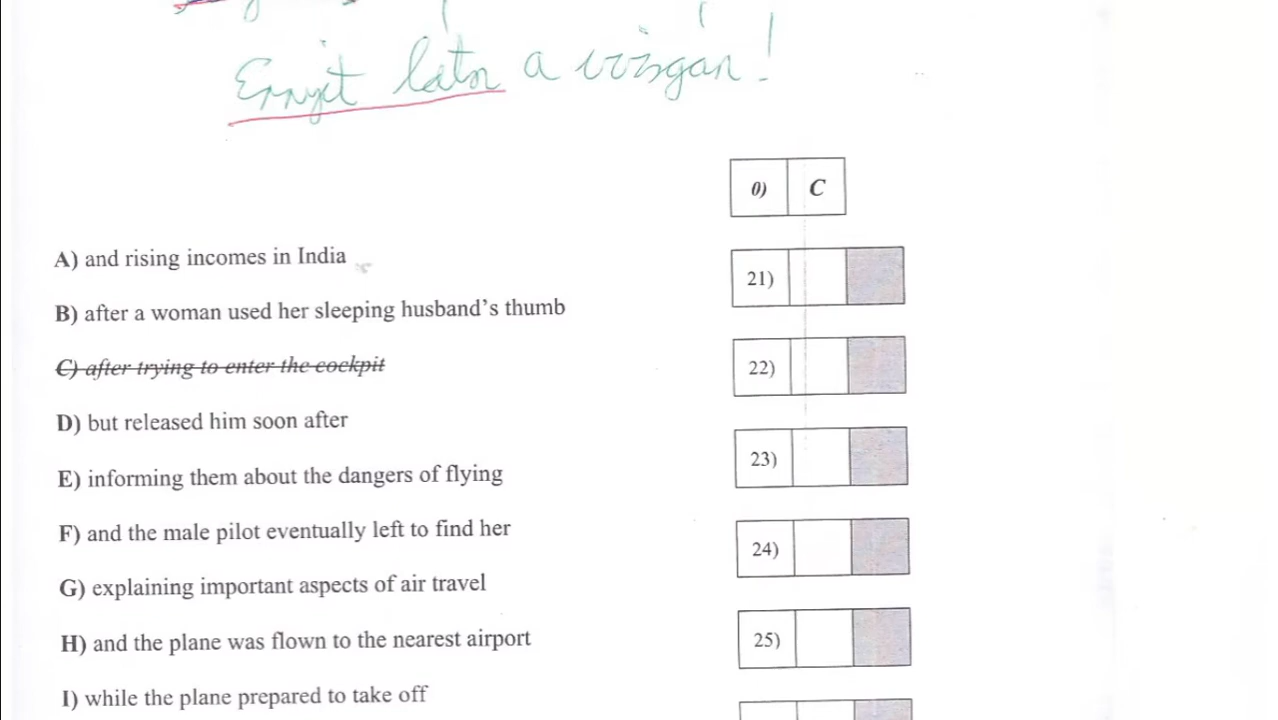 Ennyit látsz a vizsgán!
0) C
A) and rising incomes in India
21)
B) after a woman used her sleeping husband's thumb
C) after trying to enter the cockpit
22)
D) but released him soon after
23)
E) informing them about the dangers of flying
F) and the male pilot eventually left to find her
24)
G) explaining important aspects of air travel
H) and the plane was flown to the nearest airport
25)
I) while the plane prepared to take off